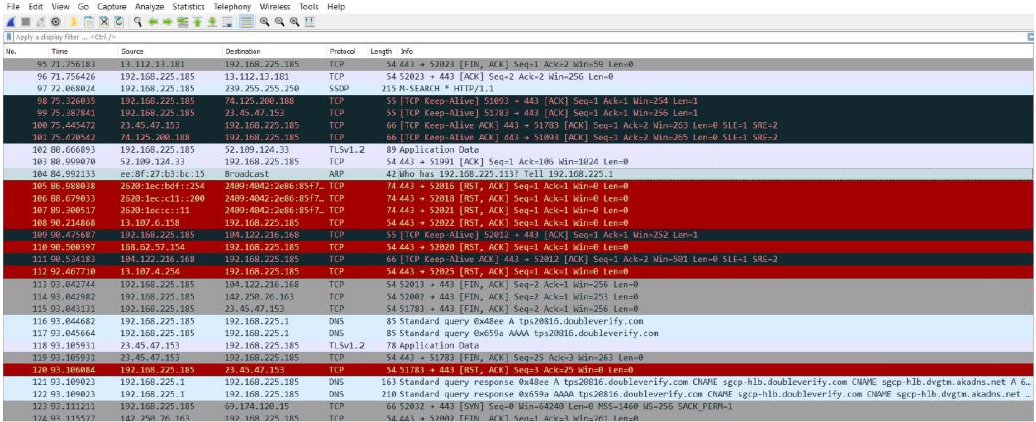 File Edit View Go Capture Analyze Statistics Telephony Wireless Tools Help
Apply a display filter ... <Ctrl-/>
No. Time Source Destination Protocol Length Info
95 71.756183 13.112.13.181 192.168.225.185 TCP 54 443 → 52023 [FIN, ACK] Seq=1 Ack=2 Win=59 Len=0
96 71.756426 192.168.225.185 13.112.13.181 TCP 54 52023 → 443 [ACK] Seq=2 Ack=2 Win=256 Len=0
97 72.068024 192.168.225.185 239.255.255.250 SSDP 215 M-SEARCH * HTTP/1.1
98 75.326035 192.168.225.185 74.125.200.188 TCP 55 [TCP Keep-Alive] 51093 → 443 [ACK] Seq=1 Ack=1 Win=254 Len=1
99 75.387841 192.168.225.185 23.45.47.153 TCP 55 [TCP Keep-Alive] 51783 → 443 [ACK] Seq=1 Ack=1 Win=256 Len=1
100 75.445472 23.45.47.153 192.168.225.185 TCP 66 [TCP Keep-Alive ACK] 443 → 51783 [ACK] Seq=1 Ack=2 Win=263 Len=0 SLE=1 SRE=2
101 75.470542 74.125.200.188 192.168.225.185 TCP 66 [TCP Keep-Alive ACK] 443 → 51093 [ACK] Seq=1 Ack=2 Win=265 Len=0 SLE=1 SRE=2
102 80.666893 192.168.225.185 52.109.124.33 TLSv1.2 89 Application Data
103 80.999070 52.109.124.33 192.168.225.185 TCP 54 443 → 51991 [ACK] Seq=1 Ack=106 Win=1024 Len=0
104 84.992133 ee:8f:27:b3:bc:15 Broadcast ARP 42 Who has 192.168.225.113? Tell 192.168.225.1
105 86.988038 2620:1ec:bdf::254 2409:4042:2e86:85f7… TCP 74 443 → 52016 [RST, ACK] Seq=1 Ack=1 Win=0 Len=0
106 88.679033 2620:1ec:c11::200 2409:4042:2e86:85f7… TCP 74 443 → 52018 [RST, ACK] Seq=1 Ack=1 Win=0 Len=0
107 89.300517 2620:1ec:c::11 2409:4042:2e86:85f7… TCP 74 443 → 52021 [RST, ACK] Seq=1 Ack=1 Win=0 Len=0
108 90.214868 13.107.6.158 192.168.225.185 TCP 54 443 → 52022 [RST, ACK] Seq=1 Ack=1 Win=0 Len=0
109 90.475687 192.168.225.185 104.122.216.168 TCP 55 [TCP Keep-Alive] 52012 → 443 [ACK] Seq=1 Ack=1 Win=252 Len=1
110 90.500397 168.62.57.154 192.168.225.185 TCP 54 443 → 52020 [RST, ACK] Seq=1 Ack=1 Win=0 Len=0
111 90.534183 104.122.216.168 192.168.225.185 TCP 66 [TCP Keep-Alive ACK] 443 → 52012 [ACK] Seq=1 Ack=2 Win=501 Len=0 SLE=1 SRE=2
112 92.467710 13.107.4.254 192.168.225.185 TCP 54 443 → 52025 [RST, ACK] Seq=1 Ack=1 Win=0 Len=0
113 93.042744 192.168.225.185 104.122.216.168 TCP 54 52013 → 443 [FIN, ACK] Seq=2 Ack=1 Win=256 Len=0
114 93.042982 192.168.225.185 142.250.76.163 TCP 54 52002 → 443 [FIN, ACK] Seq=2 Ack=1 Win=253 Len=0
115 93.043131 192.168.225.185 23.45.47.153 TCP 54 51783 → 443 [FIN, ACK] Seq=2 Ack=1 Win=256 Len=0
116 93.044682 192.168.225.185 192.168.225.1 DNS 85 Standard query 0x48ee A tps20816.doubleverify.com
117 93.045664 192.168.225.185 192.168.225.1 DNS 85 Standard query 0x659a AAAA tps20816.doubleverify.com
118 93.105931 23.45.47.153 192.168.225.185 TLSv1.2 78 Application Data
119 93.105931 23.45.47.153 192.168.225.185 TCP 54 443 → 51783 [FIN, ACK] Seq=25 Ack=3 Win=263 Len=0
120 93.106084 192.168.225.185 23.45.47.153 TCP 54 51783 → 443 [RST, ACK] Seq=3 Ack=25 Win=0 Len=0
121 93.109023 192.168.225.1 192.168.225.185 DNS 163 Standard query response 0x48ee A tps20816.doubleverify.com CNAME sgcp-hlb.doubleverify.com CNAME sgcp-hlb.dvgtm.akadns.net A 6…
122 93.109023 192.168.225.1 192.168.225.185 DNS 210 Standard query response 0x659a AAAA tps20816.doubleverify.com CNAME sgcp-hlb.doubleverify.com CNAME sgcp-hlb.dvgtm.akadns.net …
123 93.111211 192.168.225.185 69.174.120.15 TCP 66 52032 → 443 [SYN] Seq=0 Win=64240 Len=0 MSS=1460 WS=256 SACK_PERM=1
124 93.115527 142.250.76.163 192.168.225.185 TCP 54 443 → 52002 [FIN, ACK] Seq=1 Ack=3 Win=261 Len=0